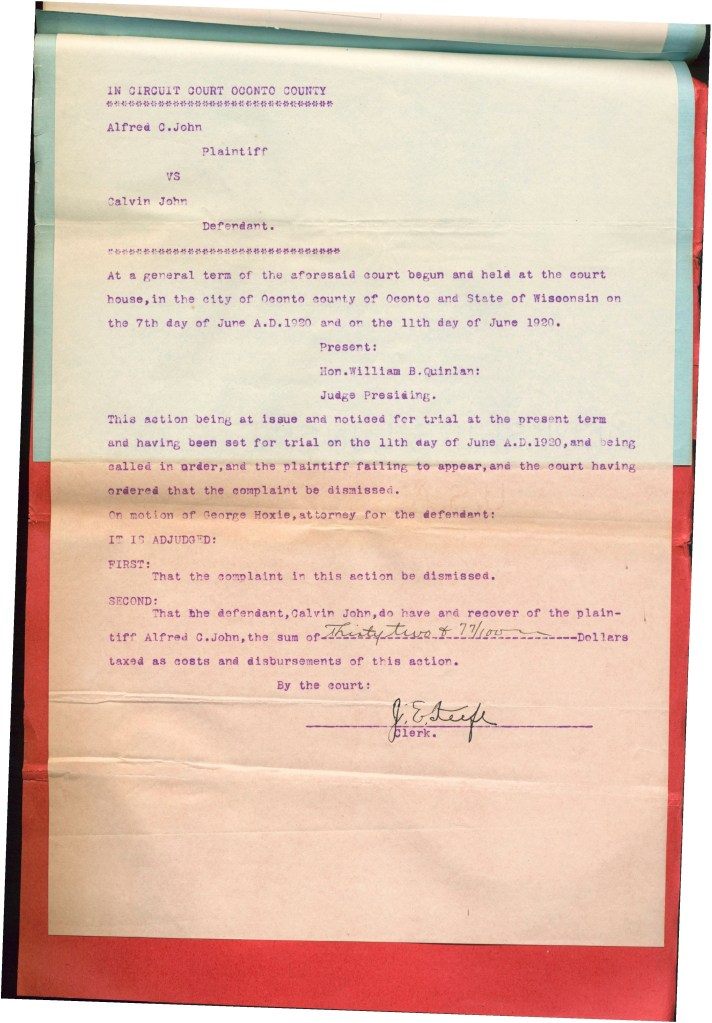 IN CIRCUIT COURT OCONTO COUNTY
********************************
Alfred C.John
Plaintiff
VS
Calvin John
Defendant.
*********************************
At a general term of the aforesaid court begun and held at the court
house,in the city of Oconto county of Oconto and State of Wisconsin on
the 7th day of June A.D.1920 and on the 11th day of June 1920.
Present:
Hon.William B.Quinlan:
Judge Presiding.
This action being at issue and noticed for trial at the present term
and having been set for trial on the 11th day of June A.D.1920,and being
called in order,and the plaintiff failing to appear,and the court having
ordered that the complaint be dismissed.
On motion of George Hoxie,attorney for the defendant:
IT IS ADJUDGED:
FIRST:
That the complaint in this action be dismissed.
SECOND:
That the defendant,Calvin John,do have and recover of the plain-
tiff Alfred C.John,the sum of Thirty two & 77/100 Dollars
taxed as costs and disbursements of this action.
By the court:
J. E.
Clerk.